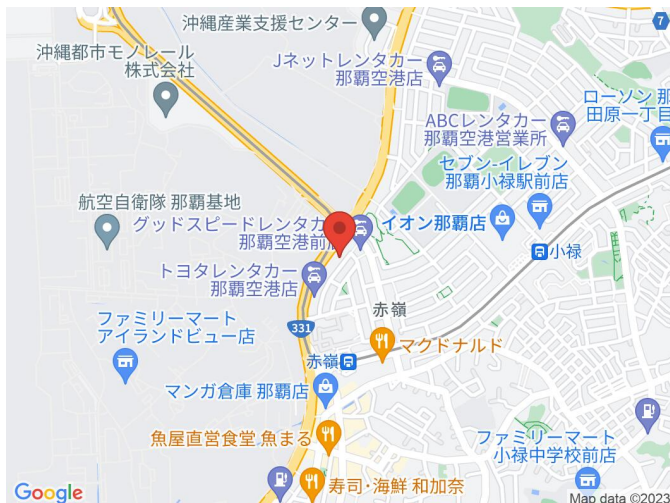 沖縄産業支援センター
7
沖縄都市モノレール
株式会社
Jネットレンタカー
那覇空港店
ローソン 那
田原一丁目
ABCレンタカー
那覇空港営業所
セブン-イレブン
那覇小禄駅前店
航空自衛隊 那覇基地
グッドスピードレンタカ
那覇空港前店
イオン那覇店
小禄
トヨタレンタカー
那覇空港店
赤嶺
331
ファミリーマート
アイランドビュー店
赤嶺
マクドナルド
マンガ倉庫 那覇店
魚屋直営食堂 魚まる
ファミリーマート
小禄中学校前店
寿司・海鮮 和加奈
Google
Map data ©2023